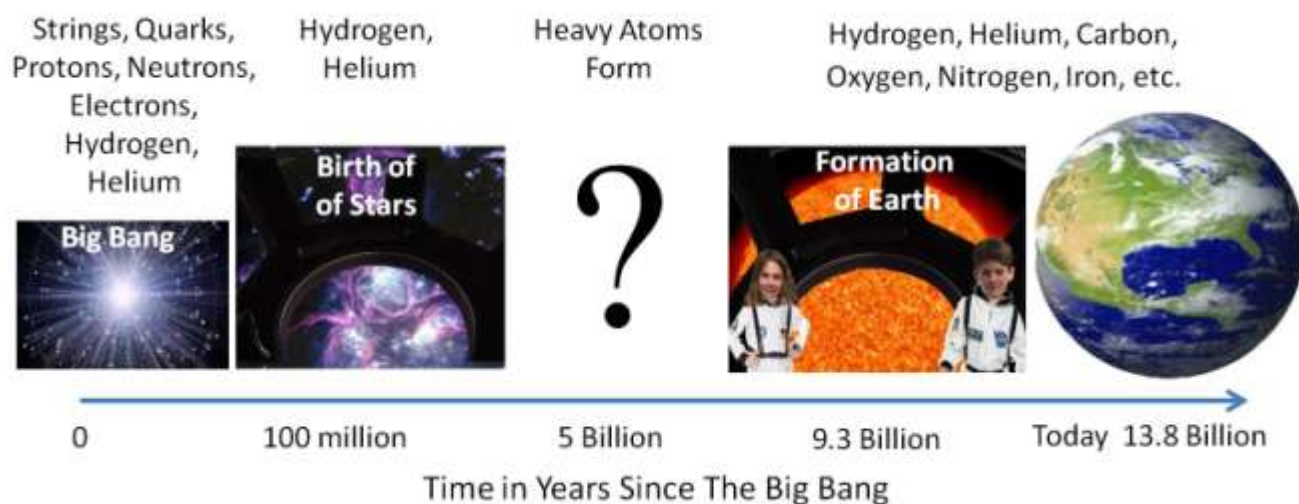 Strings, Quarks,
Protons, Neutrons,
Electrons,
Hydrogen,
Helium
Big Bang
Hydrogen,
Helium
Birth of
of Stars
Heavy Atoms
Form
?
Hydrogen, Helium, Carbon,
Oxygen, Nitrogen, Iron, etc.
Formation
of Earth
0
100 million
5 Billion
9.3 Billion
Today 13.8 Billion
Time in Years Since The Big Bang